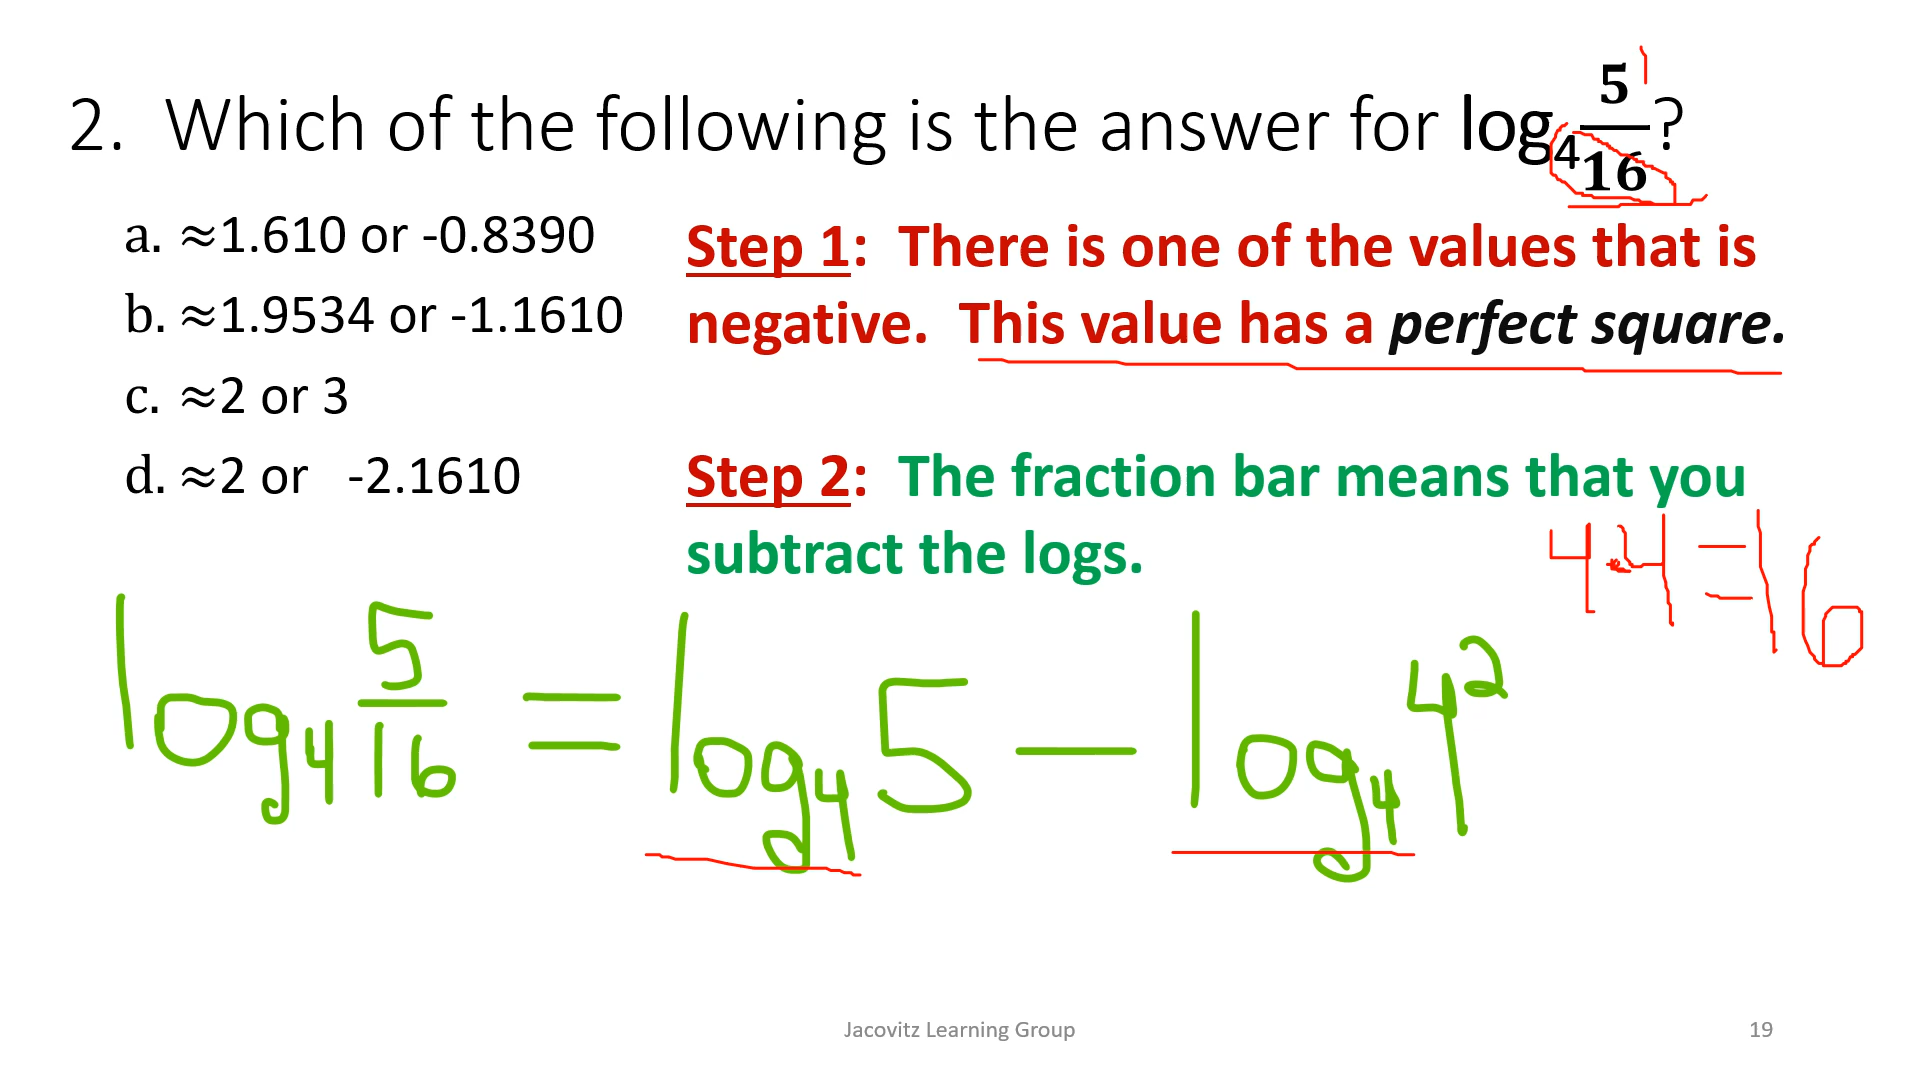 2. Which of the following is the answer for log₄ 5/16?
a. ≈1.610 or -0.8390
b. ≈1.9534 or -1.1610
c. ≈2 or 3
d. ≈2 or -2.1610
Step 1: There is one of the values that is
negative. This value has a perfect square.
Step 2: The fraction bar means that you
subtract the logs.
4·4=16
log₄ 5/16 = log₄ 5 – log₄ 4²
Jacovitz Learning Group
19